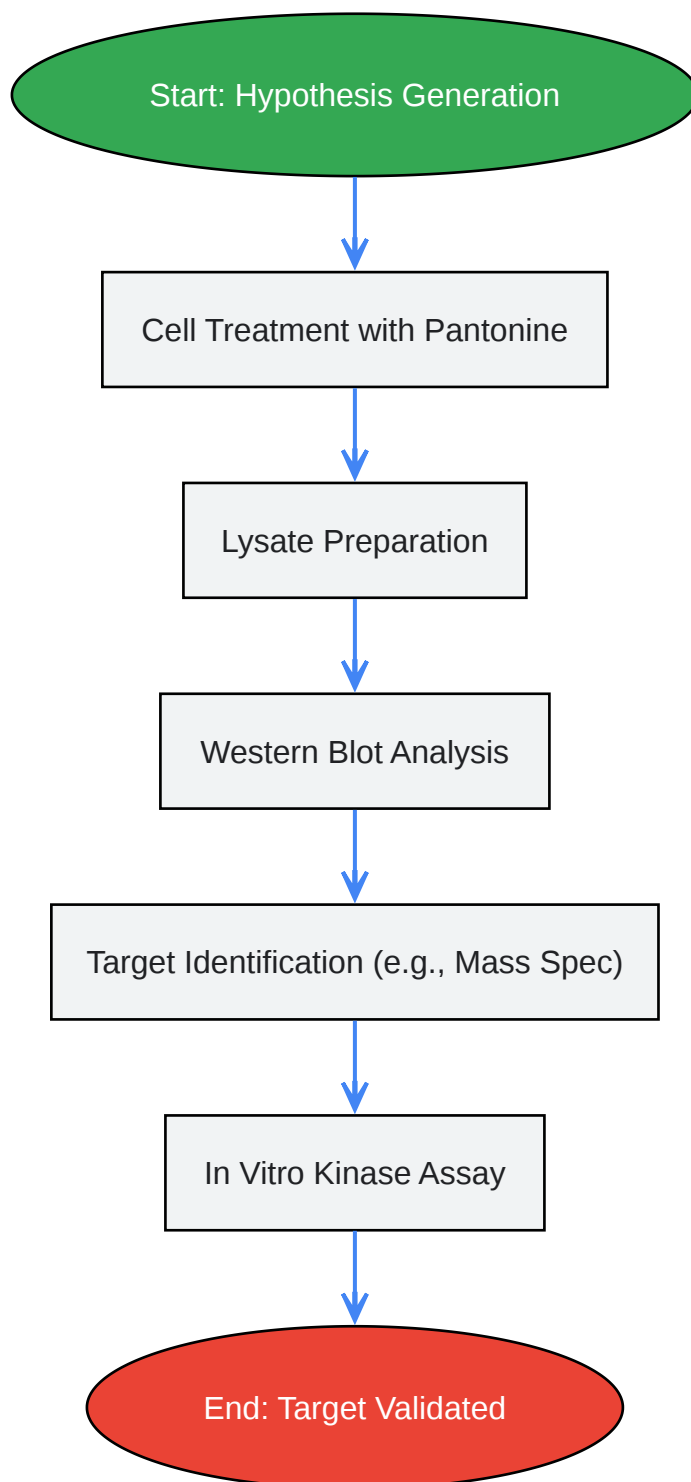 Start: Hypothesis Generation
Cell Treatment with Pantonine
Lysate Preparation
Western Blot Analysis
Target Identification (e.g., Mass Spec)
In Vitro Kinase Assay
End: Target Validated